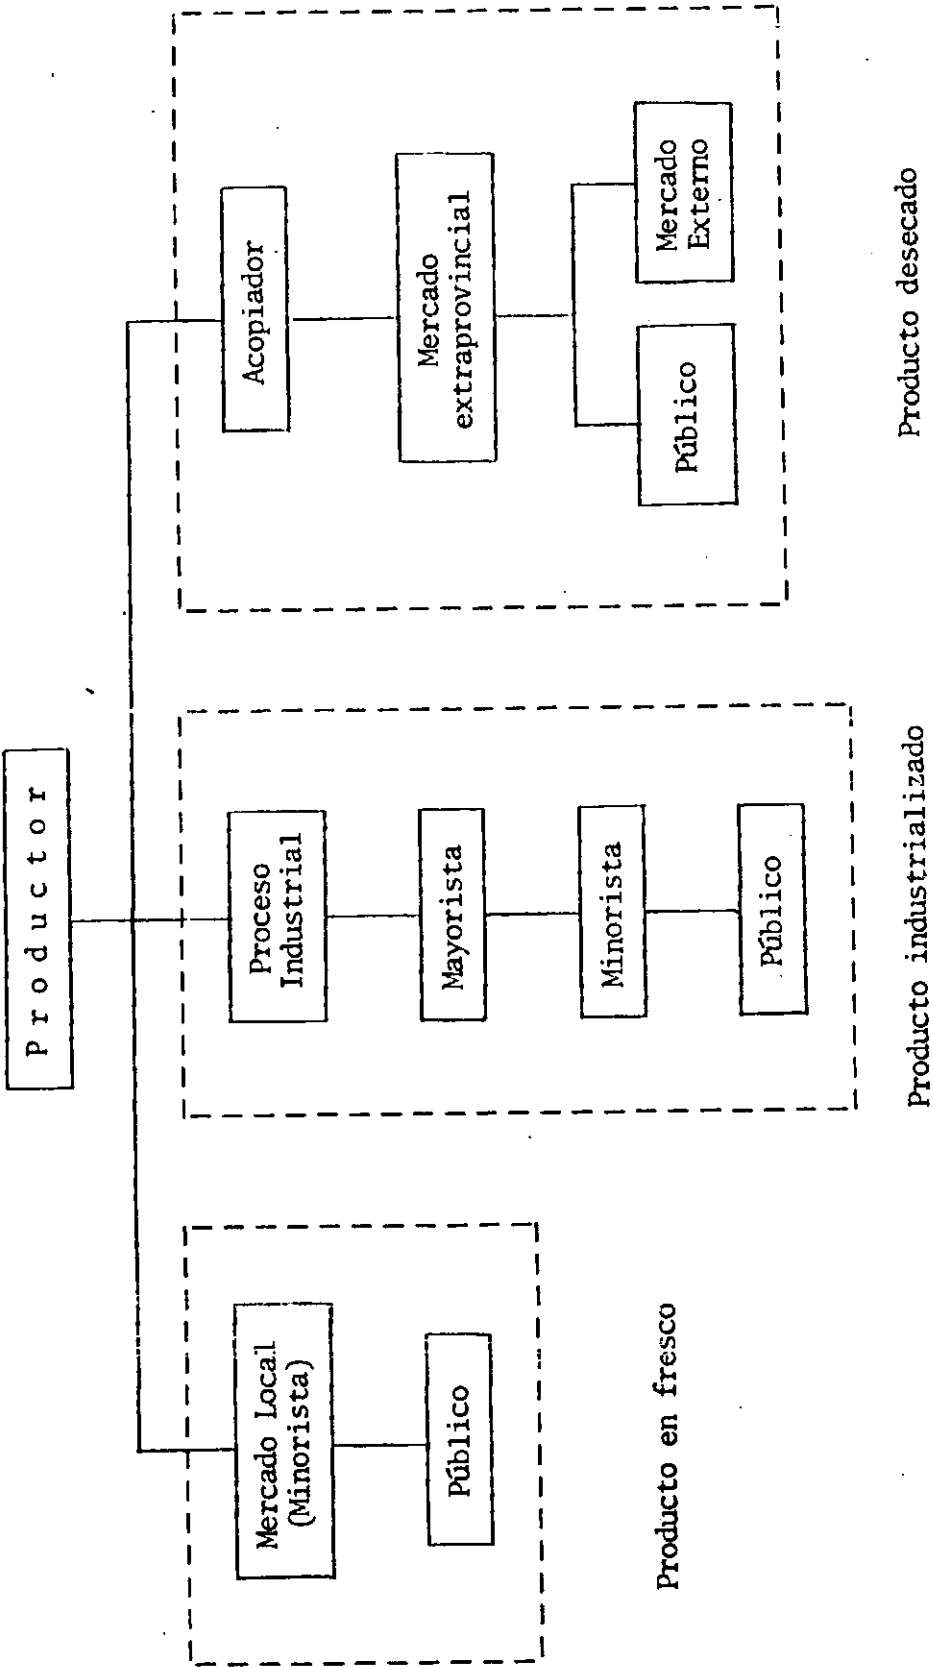 P r o d u c t o r
Mercado Local
(Minorista)
Público
Producto en fresco
Proceso
Industrial
Mayorista
Minorista
Público
Producto industrializado
Acopiador
Mercado
extraprovincial
Público
Mercado
Externo
Producto desecado